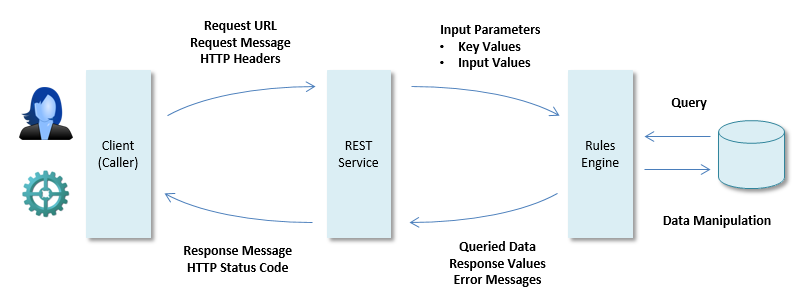 Request URL
Request Message
HTTP Headers
Input Parameters
• Key Values
• Input Values
Client
(Caller)
REST
Service
Rules
Engine
Query
Data Manipulation
Response Message
HTTP Status Code
Queried Data
Response Values
Error Messages